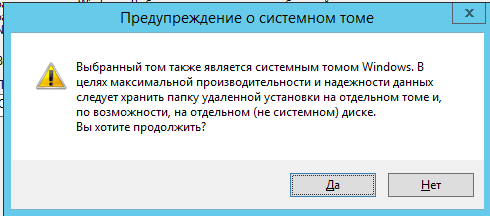 Предупреждение о системном томе
x
Выбранный том также является системным томом Windows. В
целях максимальной производительности и надежности данных
следует хранить папку удаленной установки на отдельном томе и,
по возможности, на отдельном (не системном) диске.
Вы хотите продолжить?
Да
Нет